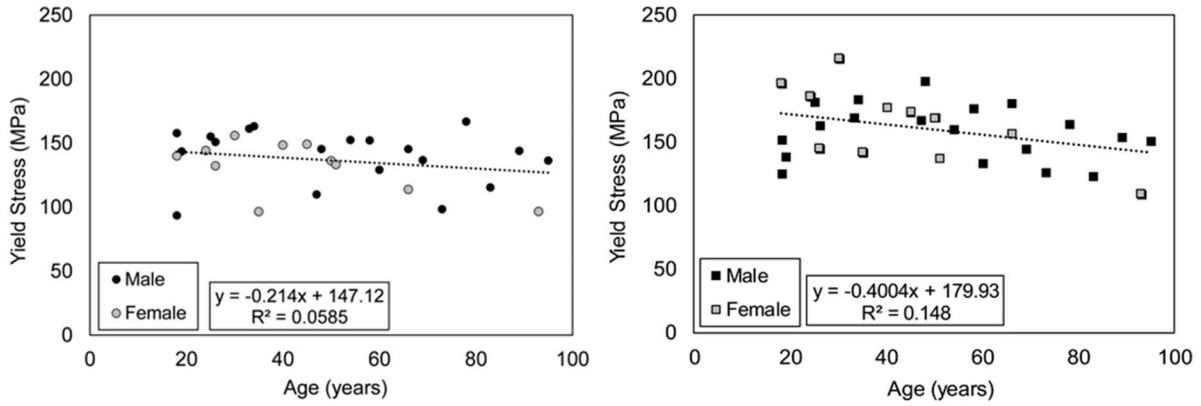 250
200
150
100
50
0
Yield Stress (MPa)
Male
Female
y = -0.214x + 147.12
R² = 0.0585
0
20
40
60
80
100
Age (years)
250
200
150
100
50
0
Yield Stress (MPa)
Male
Female
y = -0.4004x + 179.93
R² = 0.148
0
20
40
60
80
100
Age (years)